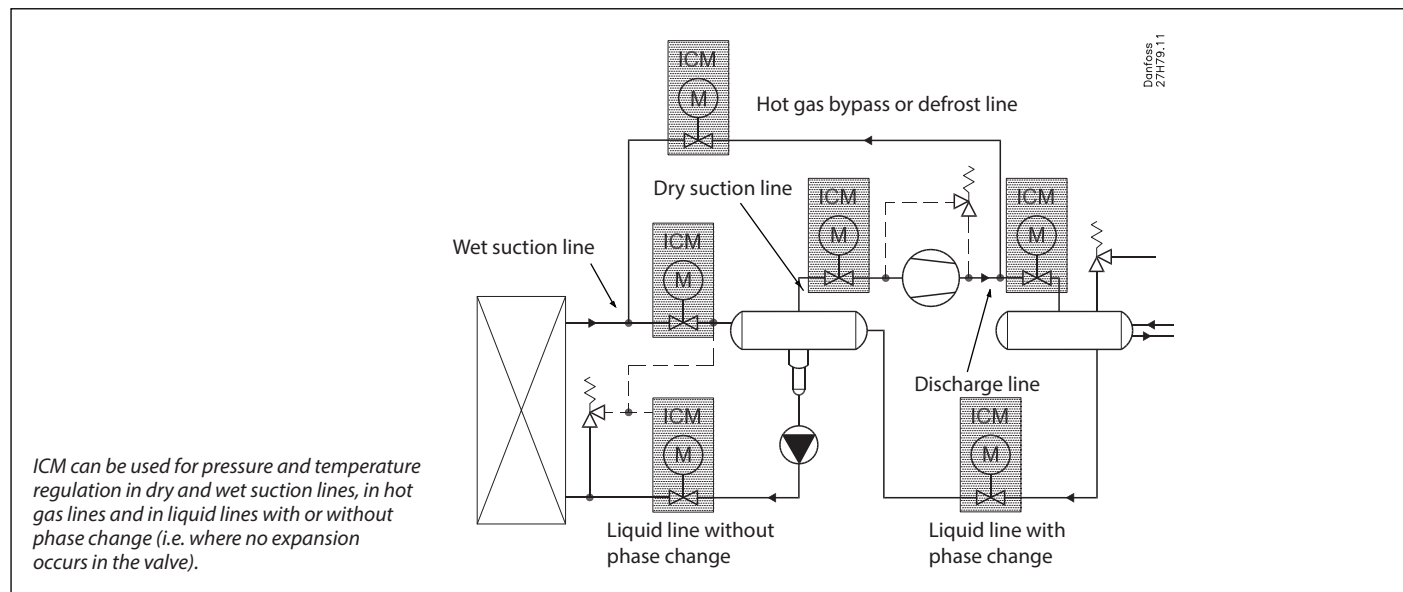 Danfoss
27H79.11
ICM
M
Hot gas bypass or defrost line
Dry suction line
ICM
M
ICM
M
Wet suction line
ICM
M
Discharge line
ICM
M
ICM
M
Liquid line without
phase change
Liquid line with
phase change
ICM can be used for pressure and temperature
regulation in dry and wet suction lines, in hot
gas lines and in liquid lines with or without
phase change (i.e. where no expansion
occurs in the valve).